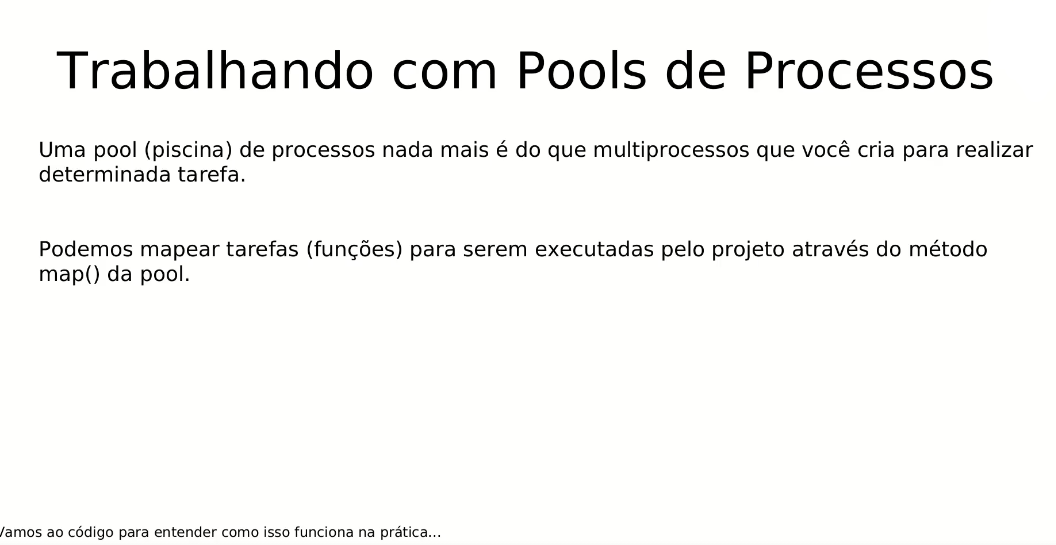 Trabalhando com Pools de Processos
Uma pool (piscina) de processos nada mais é do que multiprocessos que você cria para realizar
determinada tarefa.
Podemos mapear tarefas (funções) para serem executadas pelo projeto através do método
map() da pool.
Vamos ao código para entender como isso funciona na prática...